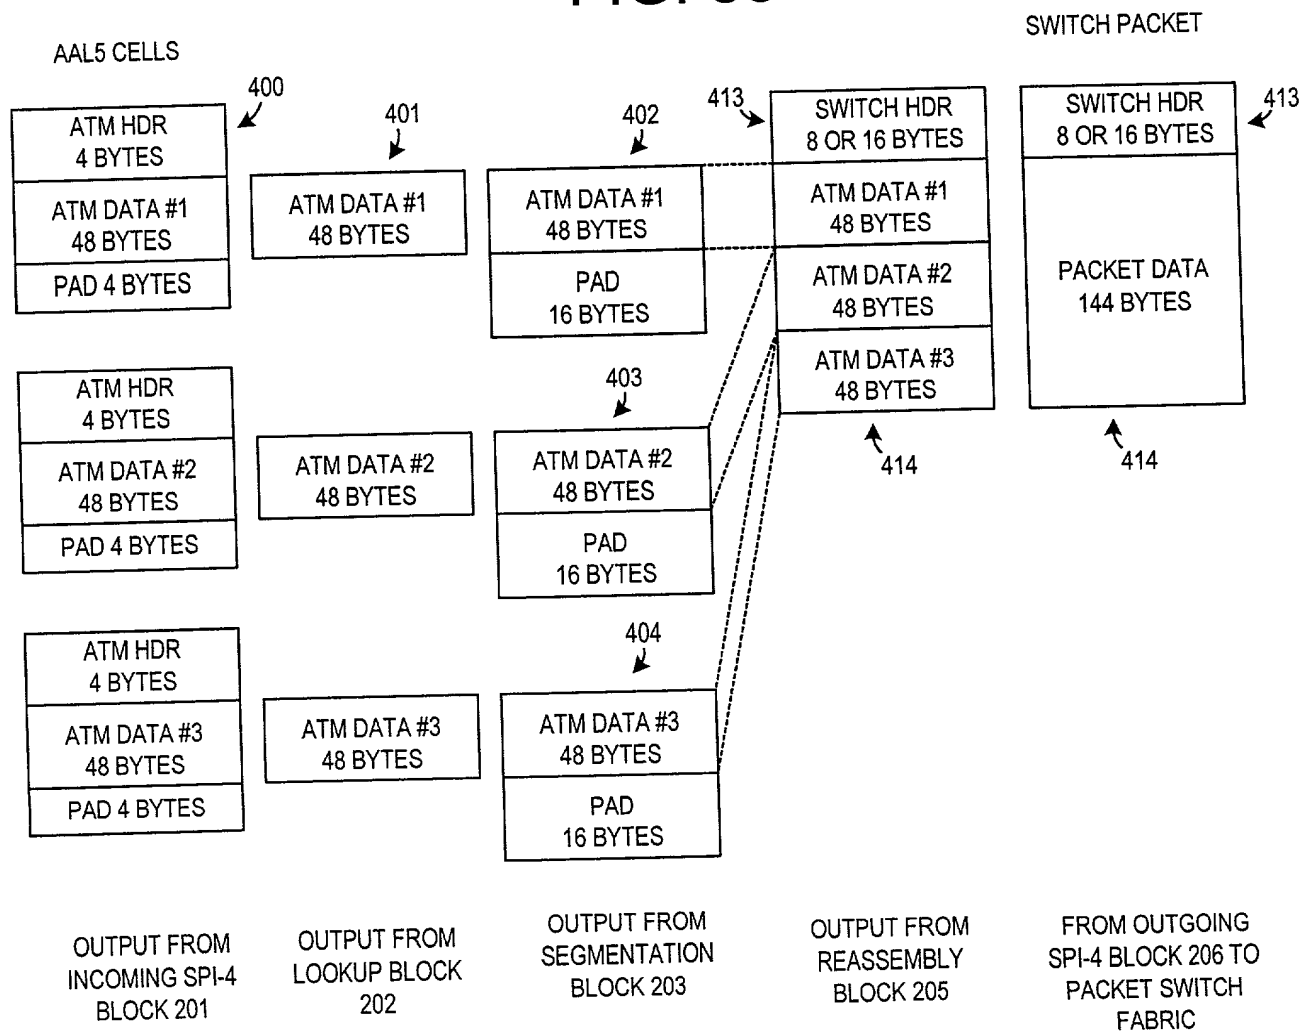 AAL5 CELLS
SWITCH PACKET
400
ATM HDR
4 BYTES
ATM DATA #1
48 BYTES
PAD 4 BYTES
401
ATM DATA #1
48 BYTES
402
ATM DATA #1
48 BYTES
PAD
16 BYTES
413
SWITCH HDR
8 OR 16 BYTES
ATM DATA #1
48 BYTES
ATM DATA #2
48 BYTES
ATM DATA #3
48 BYTES
414
SWITCH HDR
8 OR 16 BYTES
413
PACKET DATA
144 BYTES
414
ATM HDR
4 BYTES
ATM DATA #2
48 BYTES
PAD 4 BYTES
ATM DATA #2
48 BYTES
403
ATM DATA #2
48 BYTES
PAD
16 BYTES
ATM HDR
4 BYTES
ATM DATA #3
48 BYTES
PAD 4 BYTES
ATM DATA #3
48 BYTES
404
ATM DATA #3
48 BYTES
PAD
16 BYTES
OUTPUT FROM
INCOMING SPI-4
BLOCK 201
OUTPUT FROM
LOOKUP BLOCK
202
OUTPUT FROM
SEGMENTATION
BLOCK 203
OUTPUT FROM
REASSEMBLY
BLOCK 205
FROM OUTGOING
SPI-4 BLOCK 206 TO
PACKET SWITCH
FABRIC